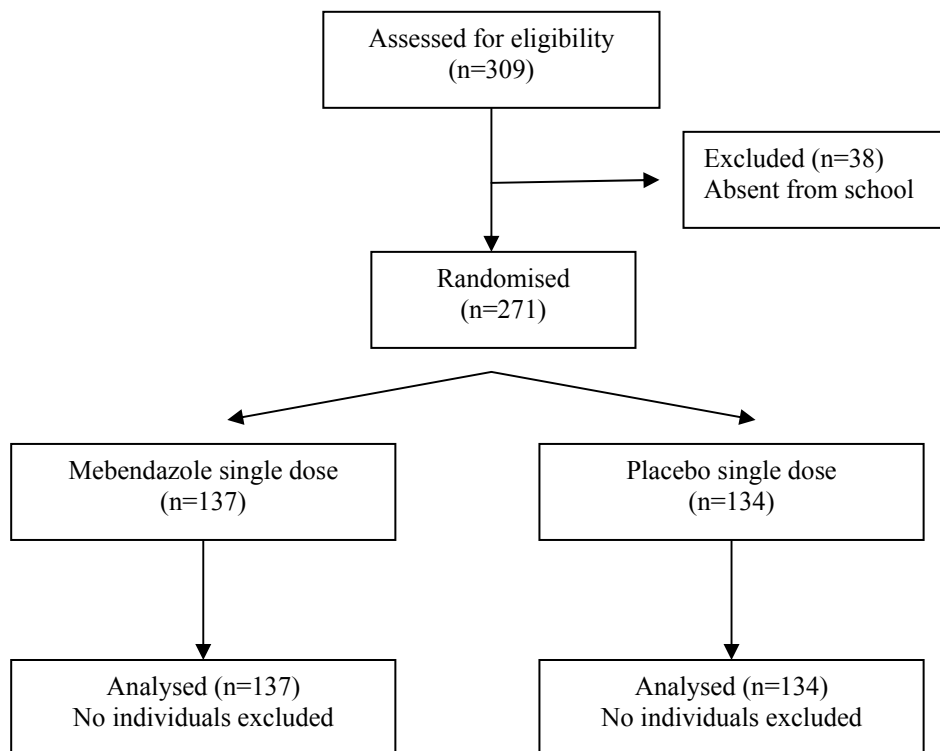 Assessed for eligibility
(n=309)
Excluded (n=38)
Absent from school
Randomised
(n=271)
Mebendazole single dose
(n=137)
Placebo single dose
(n=134)
Analysed (n=137)
No individuals excluded
Analysed (n=134)
No individuals excluded